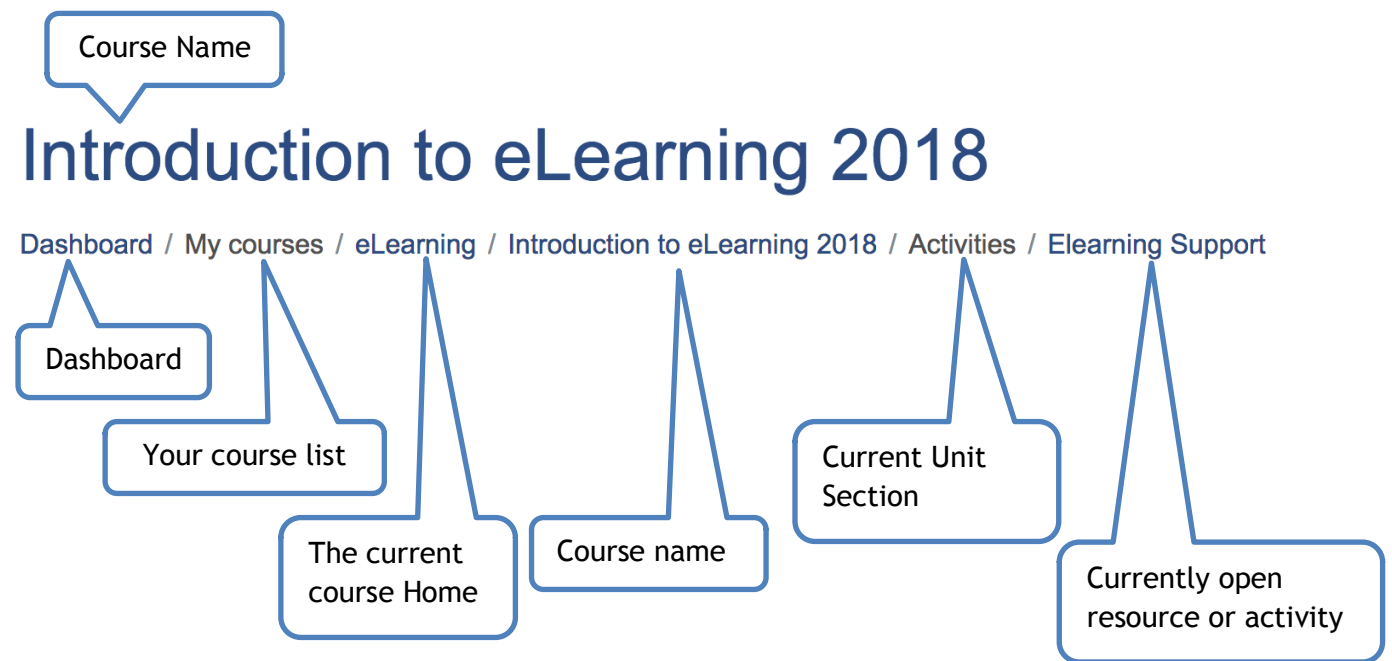 Course Name
Introduction to eLearning 2018
Dashboard / My courses / eLearning / Introduction to eLearning 2018 / Activities / Elearning Support
Dashboard
Your course list
The current
course Home
Course name
Current Unit
Section
Currently open
resource or activity